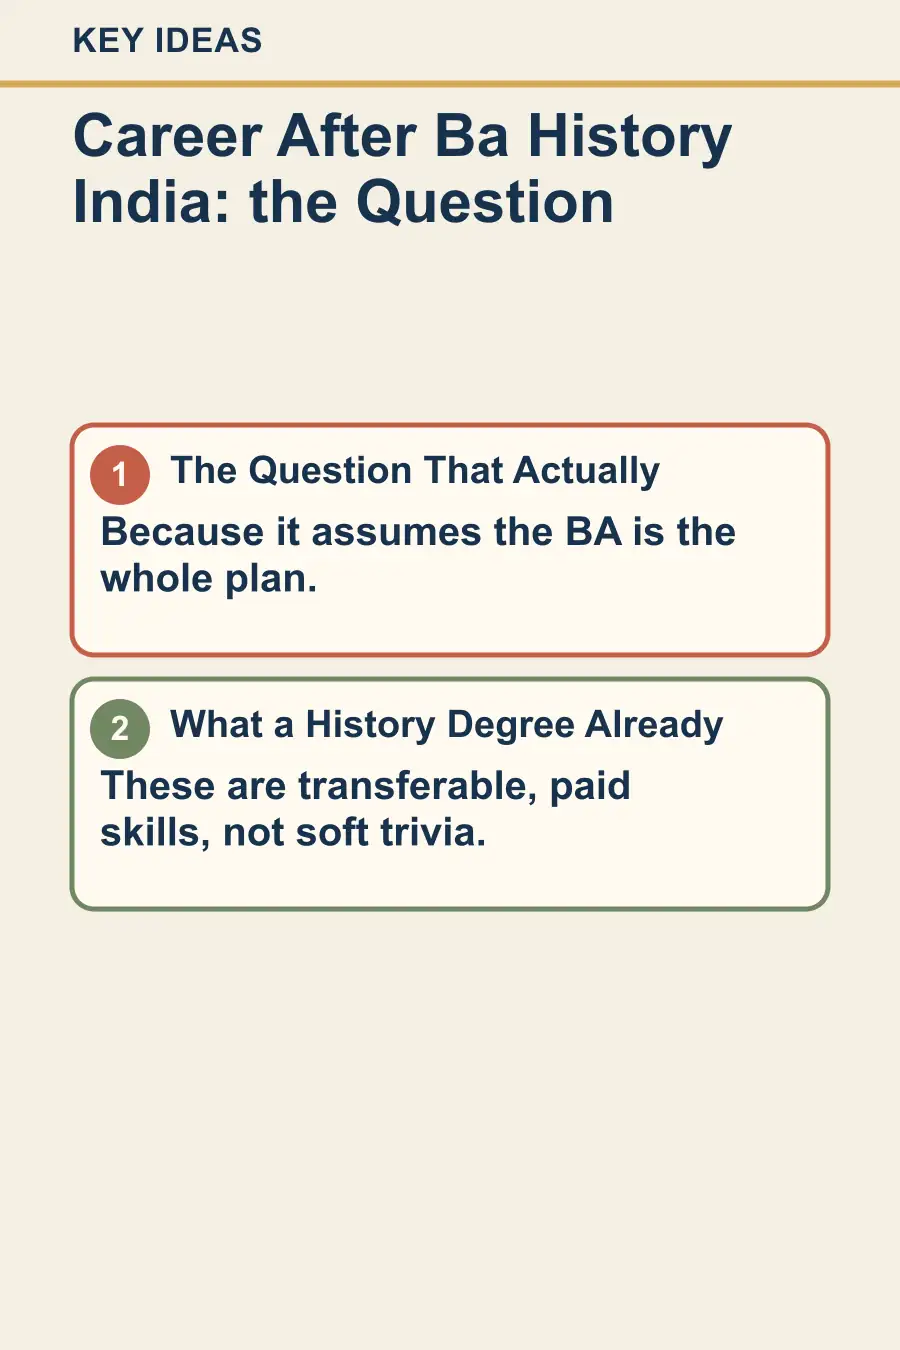 KEY IDEAS
Career After Ba History
India: the Question
1 The Question That Actually
Because it assumes the BA is the
whole plan.
2 What a History Degree Already
These are transferable, paid
skills, not soft trivia.